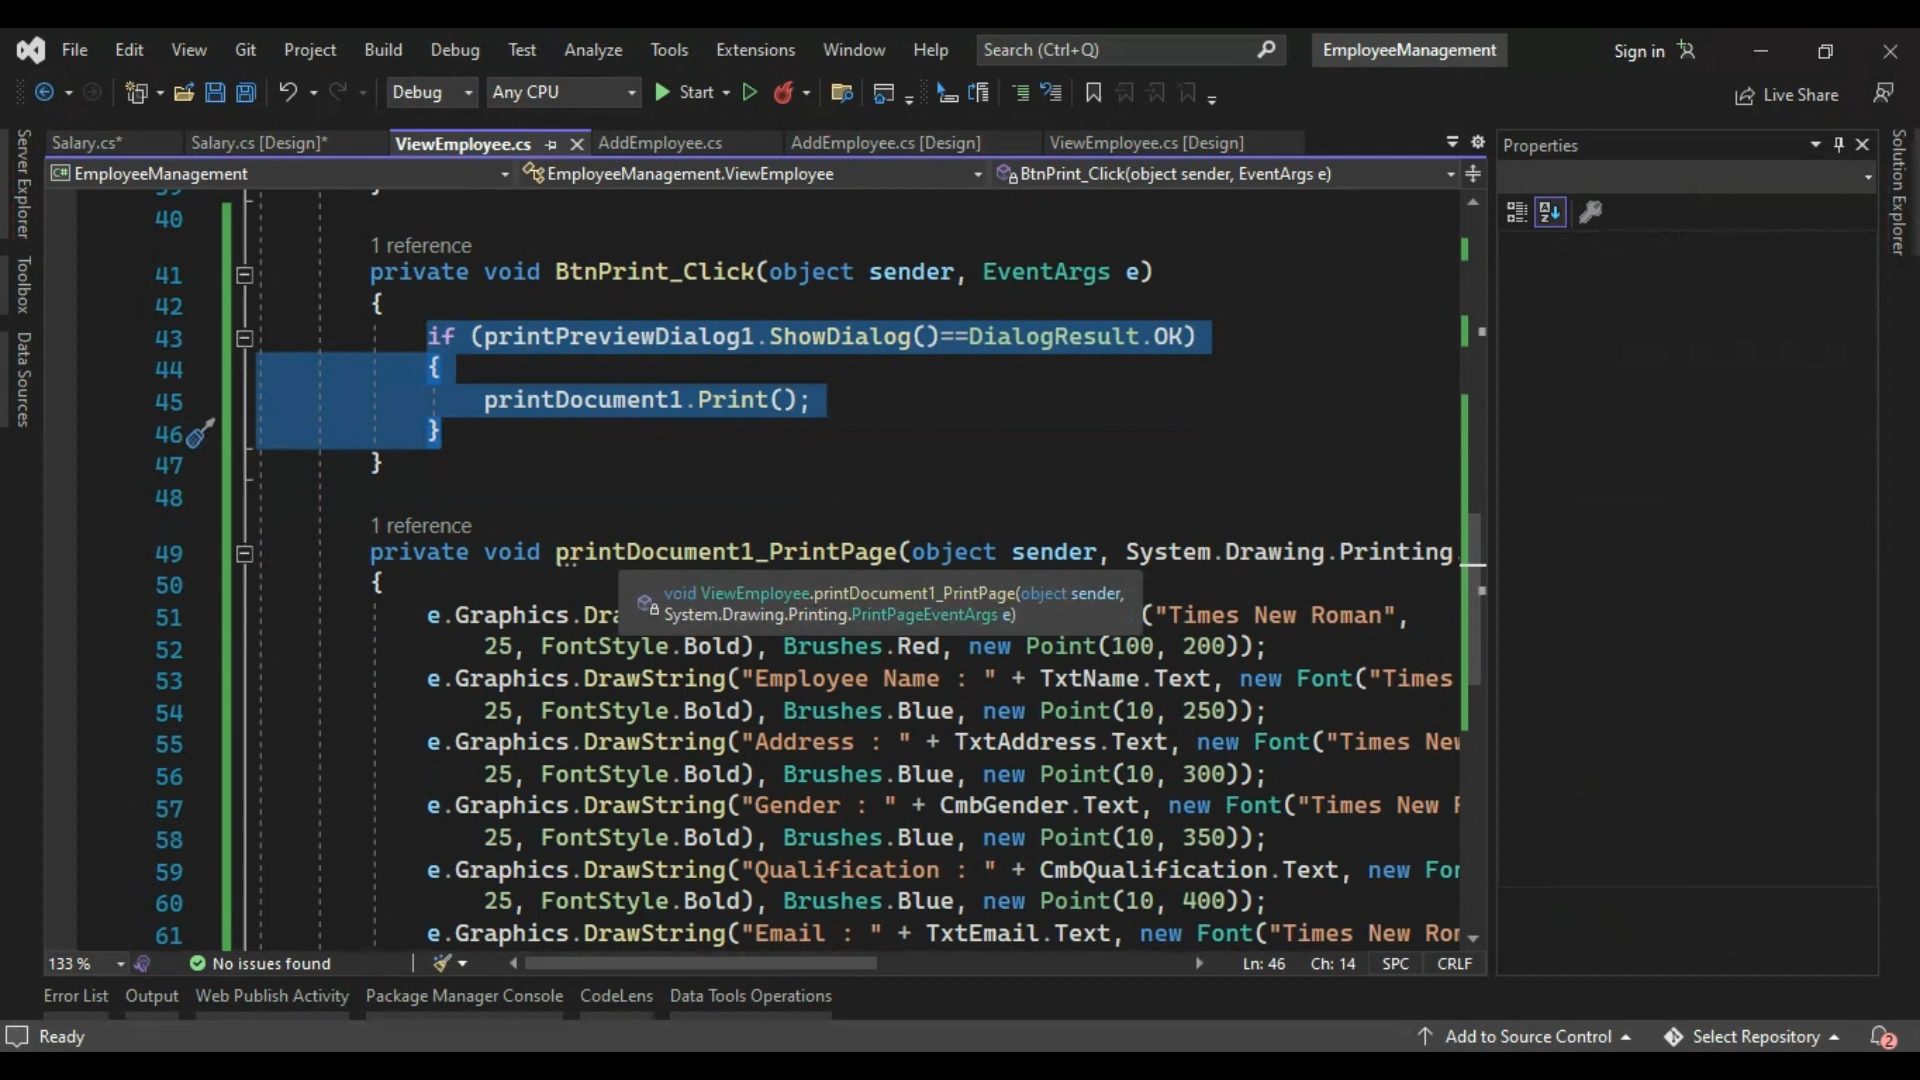 File Edit View Git Project Build Debug Test Analyze Tools Extensions Window Help Search (Ctrl+Q) EmployeeManagement Sign in
Debug Any CPU Start Live Share
Server Explorer
Toolbox
Data Sources
Salary.cs* Salary.cs [Design]* ViewEmployee.cs AddEmployee.cs AddEmployee.cs [Design] ViewEmployee.cs [Design]
EmployeeManagement EmployeeManagement.ViewEmployee BtnPrint_Click(object sender, EventArgs e)
39 }
40
1 reference
41 private void BtnPrint_Click(object sender, EventArgs e)
42 {
43 if (printPreviewDialog1.ShowDialog()==DialogResult.OK)
44 {
45 printDocument1.Print();
46 }
47 }
48
1 reference
49 private void printDocument1_PrintPage(object sender, System.Drawing.Printing.
50 {
void ViewEmployee.printDocument1_PrintPage(object sender,
System.Drawing.Printing.PrintPageEventArgs e)
51 e.Graphics.Dra ("Times New Roman",
52 25, FontStyle.Bold), Brushes.Red, new Point(100, 200));
53 e.Graphics.DrawString("Employee Name : " + TxtName.Text, new Font("Times
54 25, FontStyle.Bold), Brushes.Blue, new Point(10, 250));
55 e.Graphics.DrawString("Address : " + TxtAddress.Text, new Font("Times New
56 25, FontStyle.Bold), Brushes.Blue, new Point(10, 300));
57 e.Graphics.DrawString("Gender : " + CmbGender.Text, new Font("Times New
58 25, FontStyle.Bold), Brushes.Blue, new Point(10, 350));
59 e.Graphics.DrawString("Qualification : " + CmbQualification.Text, new Fon
60 25, FontStyle.Bold), Brushes.Blue, new Point(10, 400));
61 e.Graphics.DrawString("Email : " + TxtEmail.Text, new Font("Times New Rom
133 % No issues found Ln: 46 Ch: 14 SPC CRLF
Properties
Solution Explorer
Error List Output Web Publish Activity Package Manager Console CodeLens Data Tools Operations
Ready Add to Source Control Select Repository 2